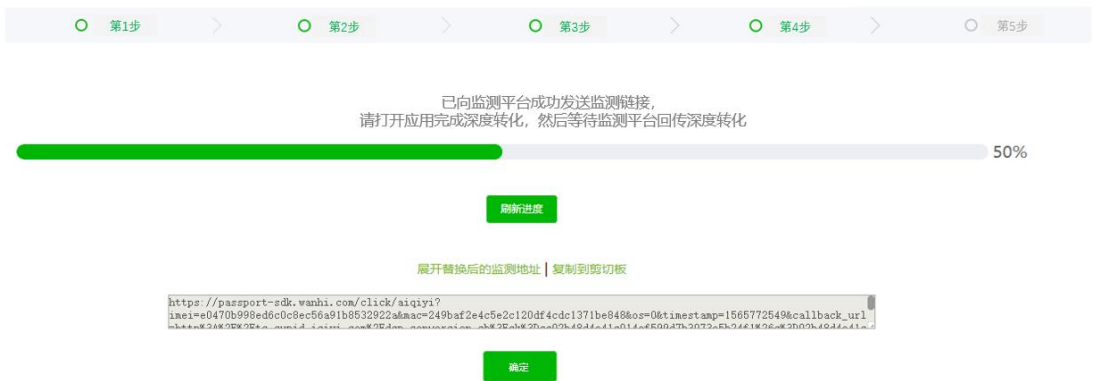 第1步
第2步
第3步
第4步
第5步
已向监测平台成功发送监测链接，
请打开应用完成深度转化，然后等待监测平台回传深度转化
50%
刷新进度
展开替换后的监测地址 | 复制到剪切板
https://passport-sdk.wanhi.com/click/aiqiyi?
imei=e0470b998ed6c0c8ec56a91b8532922a&mac=249baf2e4c5e2c120df4cdc1371be848&os=0&timestamp=1565772549&callback_url
确定